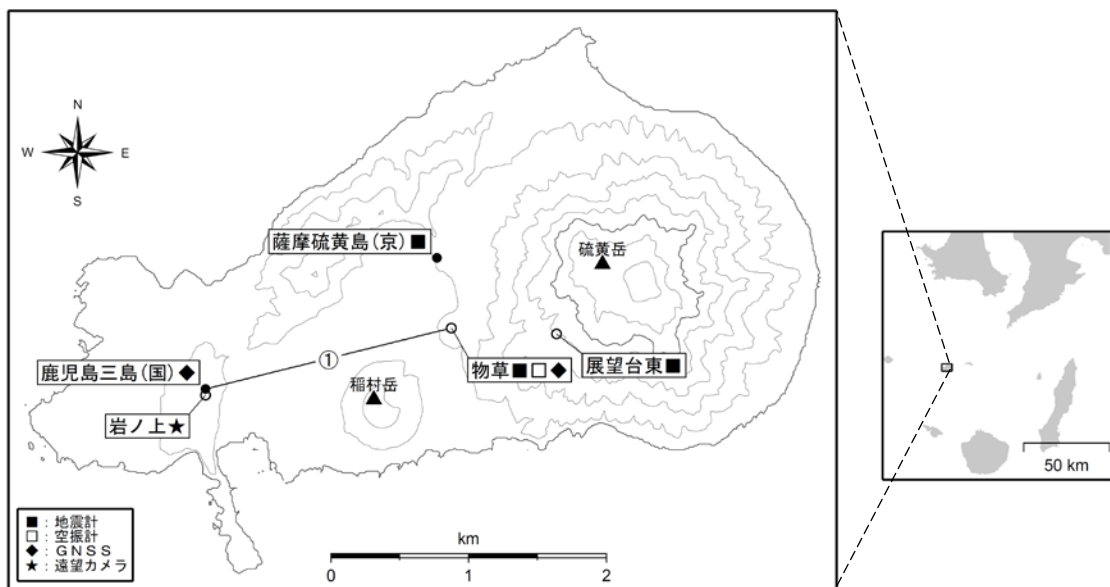 N
W
E
S
薩摩硫黄島(京)■
硫黄岳
①
鹿児島三島(国)◆
物草■□◆
展望台東■
稲村岳
岩ノ上★
■：地震計
□：空振計
◆：ＧＮＳＳ
★：遠望カメラ
km
0 1 2
50 km